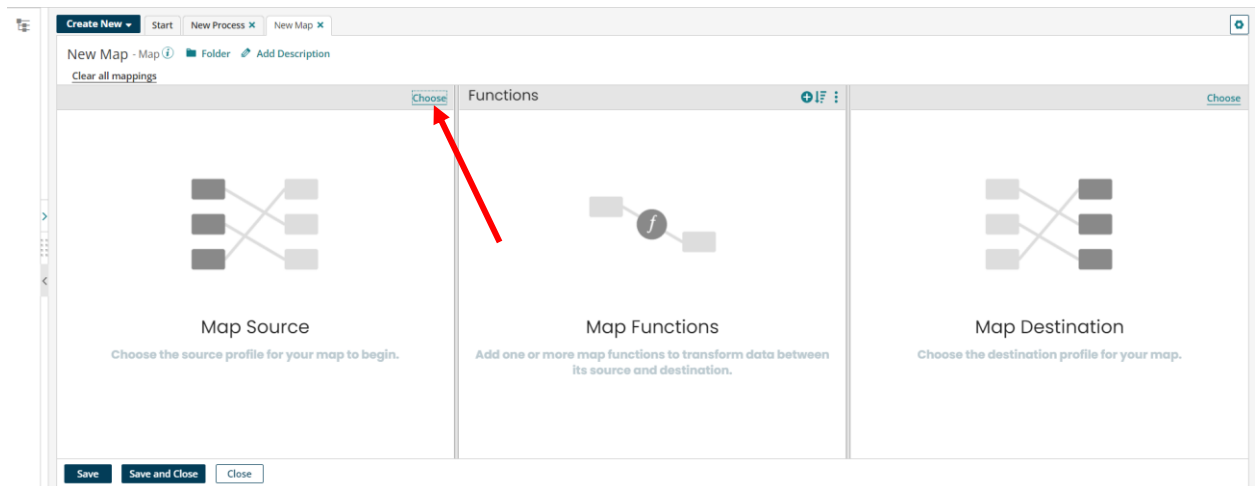 Create New Start New Process × New Map ×
New Map - Map i Folder Add Description
Clear all mappings
Choose Functions Choose
f
Map Source Map Functions Map Destination
Choose the source profile for your map to begin. Add one or more map functions to transform data between Choose the destination profile for your map.
its source and destination.
Save Save and Close Close